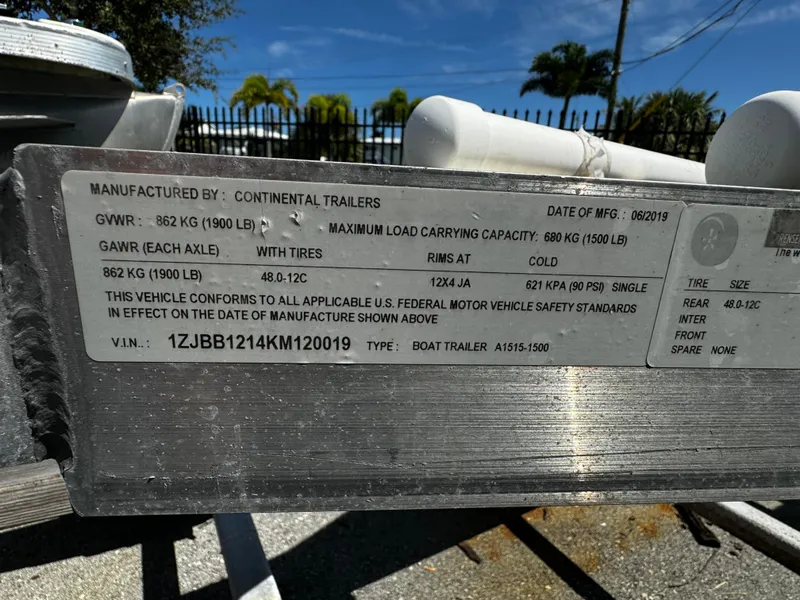 MANUFACTURED BY : CONTINENTAL TRAILERS
DATE OF MFG. : 06/2019
GVWR : 862 KG (1900 LB)
MAXIMUM LOAD CARRYING CAPACITY: 680 KG (1500 LB)
GAWR (EACH AXLE) WITH TIRES RIMS AT COLD
862 KG (1900 LB) 48.0-12C 12X4 JA 621 KPA (90 PSI) SINGLE
THIS VEHICLE CONFORMS TO ALL APPLICABLE U.S. FEDERAL MOTOR VEHICLE SAFETY STANDARDS
IN EFFECT ON THE DATE OF MANUFACTURE SHOWN ABOVE
V.I.N.. : 1ZJBB1214KM120019 TYPE : BOAT TRAILER A1515-1500
TIRE SIZE
REAR 48.0-12C
INTER
FRONT
SPARE NONE